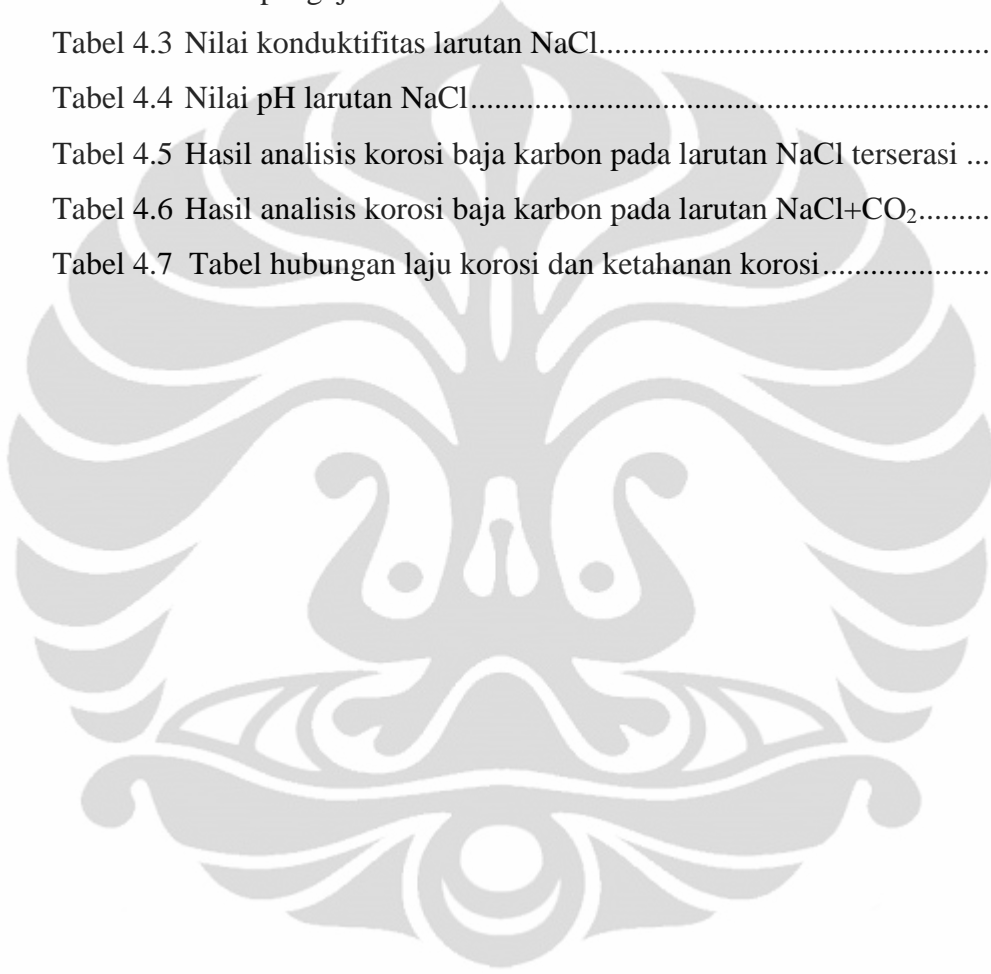 Tabel 4.3 Nilai konduktifitas larutan NaCl.................................................
Tabel 4.4 Nilai pH larutan NaCl.................................................................
Tabel 4.5 Hasil analisis korosi baja karbon pada larutan NaCl terserasi ...
Tabel 4.6 Hasil analisis korosi baja karbon pada larutan NaCl+CO₂.........
Tabel 4.7 Tabel hubungan laju korosi dan ketahanan korosi.....................